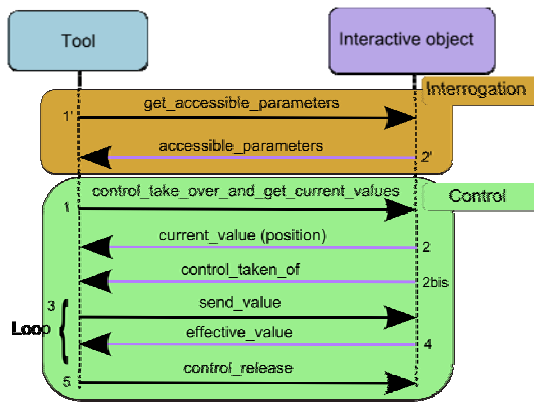 Tool
Interactive object
Interrogation
get_accessible_parameters
1'
accessible_parameters
2'
control_take_over_and_get_current_values
Control
1
current_value (position)
2
control_taken_of
2bis
3
send_value
Loop
effective_value
4
control_release
5